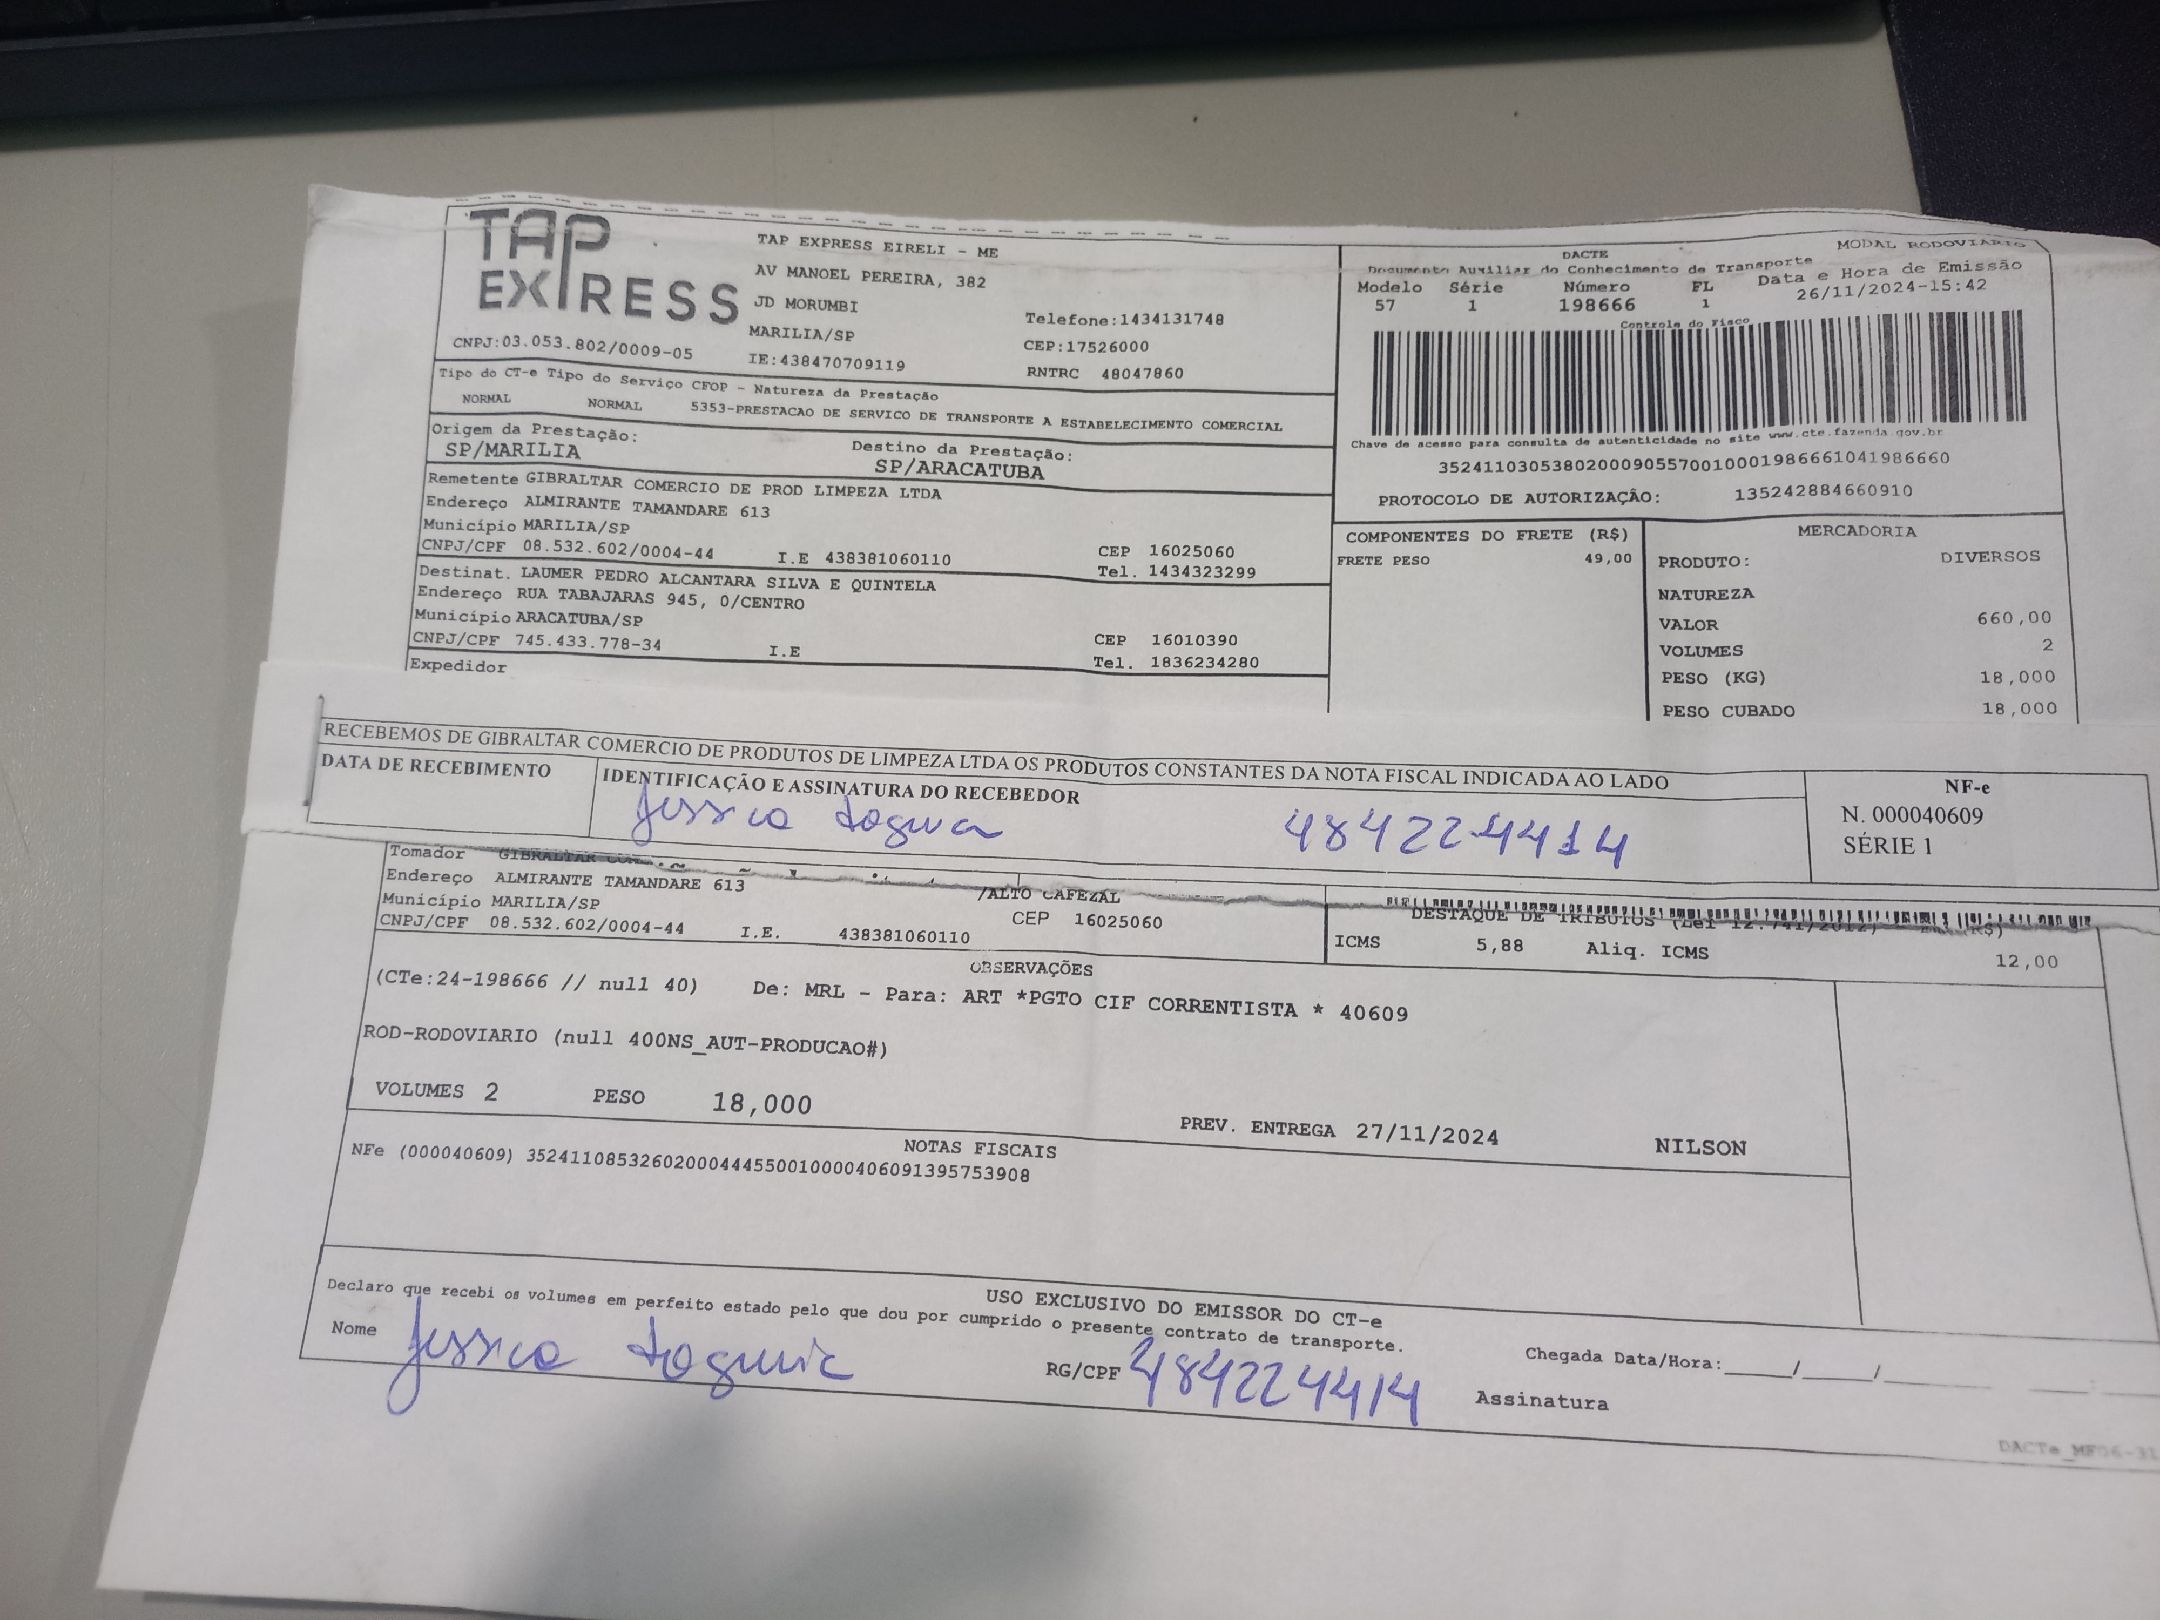 TAP EXPRESS
TAP EXPRESS EIRELI - ME
AV MANOEL PEREIRA, 382
JD MORUMBI
MARILIA/SP
Telefone:1434131748
CEP:17526000
CNPJ:03.053.802/0009-05
IE:438470709119
RNTRC 48047860
DACTE
MODAL RODOVIARIO
Documento Auxiliar do Conhecimento de Transporte
Modelo Série Número FL Data e Hora de Emissão
57 1 198666 1 26/11/2024-15:42
Controle do Fisco
Chave de acesso para consulta de autenticidade no site www.cte.fazenda.gov.br
35241103053802000905570010001986661041986660
PROTOCOLO DE AUTORIZAÇÃO: 135242884660910
Tipo do CT-e Tipo do Serviço CFOP - Natureza da Prestação
NORMAL NORMAL 5353-PRESTACAO DE SERVICO DE TRANSPORTE A ESTABELECIMENTO COMERCIAL
Origem da Prestação: Destino da Prestação:
SP/MARILIA SP/ARACATUBA
Remetente GIBRALTAR COMERCIO DE PROD LIMPEZA LTDA
Endereço ALMIRANTE TAMANDARE 613
Município MARILIA/SP CEP 16025060
CNPJ/CPF 08.532.602/0004-44 I.E 438381060110 Tel. 1434323299
Destinat. LAUMER PEDRO ALCANTARA SILVA E QUINTELA
Endereço RUA TABAJARAS 945, 0/CENTRO
Município ARACATUBA/SP CEP 16010390
CNPJ/CPF 745.433.778-34 I.E Tel. 1836234280
Expedidor
COMPONENTES DO FRETE (R$)
FRETE PESO 49,00
MERCADORIA
PRODUTO: DIVERSOS
NATUREZA
VALOR 660,00
VOLUMES 2
PESO (KG) 18,000
PESO CUBADO 18,000
RECEBEMOS DE GIBRALTAR COMERCIO DE PRODUTOS DE LIMPEZA LTDA OS PRODUTOS CONSTANTES DA NOTA FISCAL INDICADA AO LADO
DATA DE RECEBIMENTO IDENTIFICAÇÃO E ASSINATURA DO RECEBEDOR
Jessica 484224414
NF-e
N. 000040609
SÉRIE 1
Tomador GIBRALTAR
Endereço ALMIRANTE TAMANDARE 613 /ALTO CAFEZAL
Município MARILIA/SP CEP 16025060
CNPJ/CPF 08.532.602/0004-44 I.E. 438381060110
DESTAQUE DE TRIBUTOS (Lei 12.741/2012) (R$)
ICMS 5,88 Aliq. ICMS 12,00
OBSERVAÇÕES
(CTe:24-198666 // null 40) De: MRL - Para: ART *PGTO CIF CORRENTISTA * 40609
ROD-RODOVIARIO (null 400NS_AUT-PRODUCAO#)
VOLUMES 2 PESO 18,000
PREV. ENTREGA 27/11/2024 NILSON
NOTAS FISCAIS
NFe (000040609) 35241108532602000444550010000406091395753908
USO EXCLUSIVO DO EMISSOR DO CT-e
Declaro que recebi os volumes em perfeito estado pelo que dou por cumprido o presente contrato de transporte.
Nome Jessica RG/CPF 484224414
Chegada Data/Hora:____/____/____ __:__
Assinatura